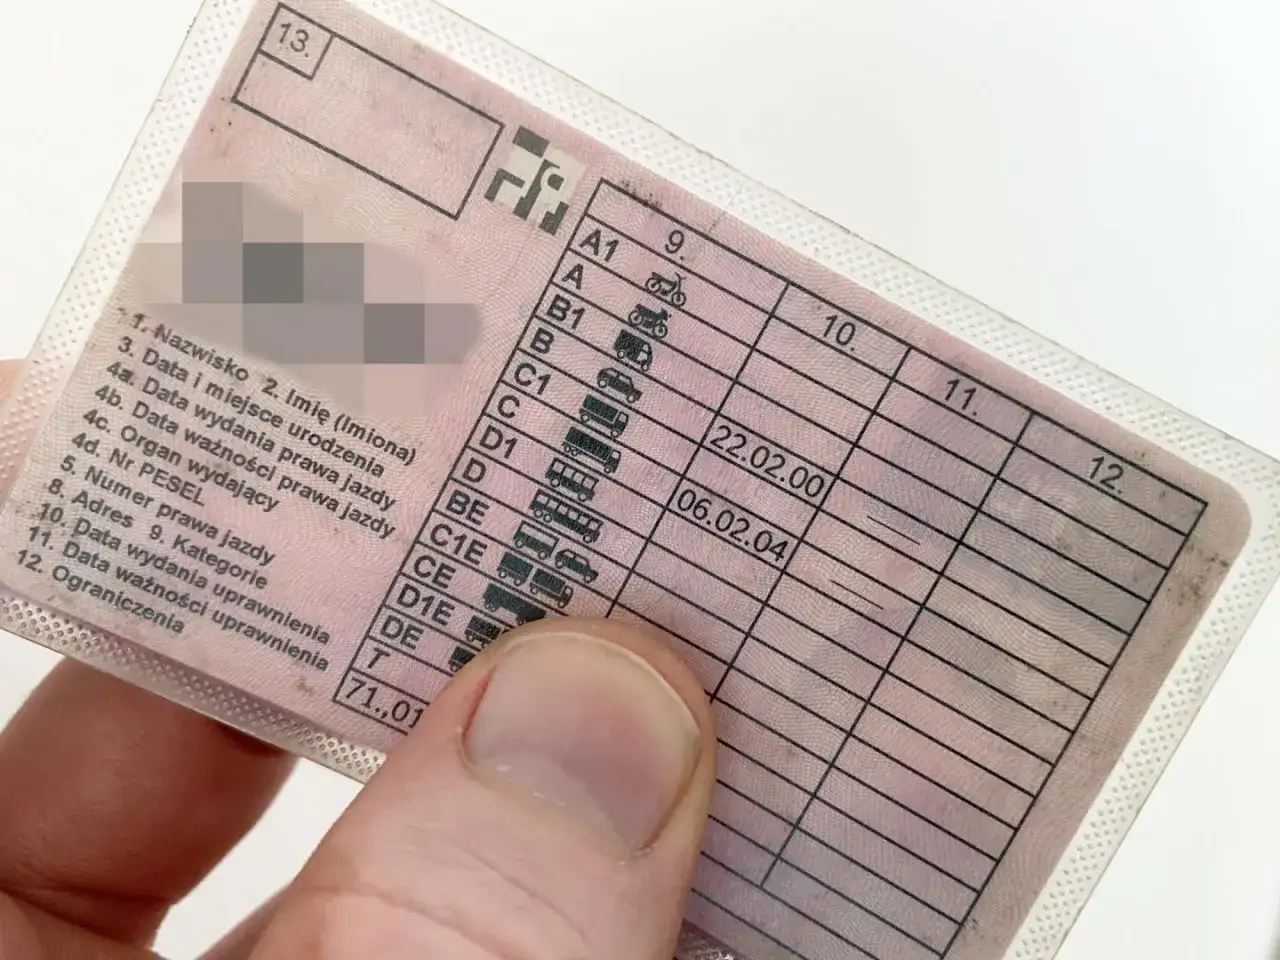 13.
1. Nazwisko 2. Imię (Imiona)
3. Data i miejsce urodzenia
4a. Data wydania prawa jazdy
4b. Data ważności prawa jazdy
4c. Organ wydający
4d. Nr PESEL
5. Numer prawa jazdy
8. Adres 9. Kategorie
10. Data wydania uprawnienia
11. Data ważności uprawnienia
12. Ograniczenia
9. 10. 11. 12.
A1
A
B1
B 22.02.00
C1
C 06.02.04
D1
D
BE
C1E
CE
D1E
DE
T
71.,01